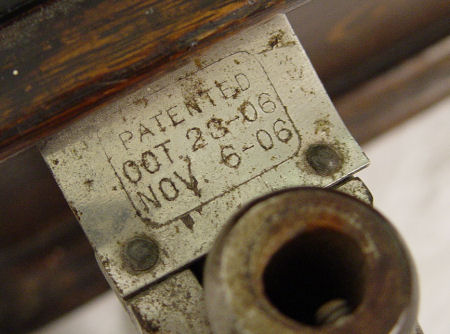 PATENTED
OCT. 23-06
NOV. 6-06